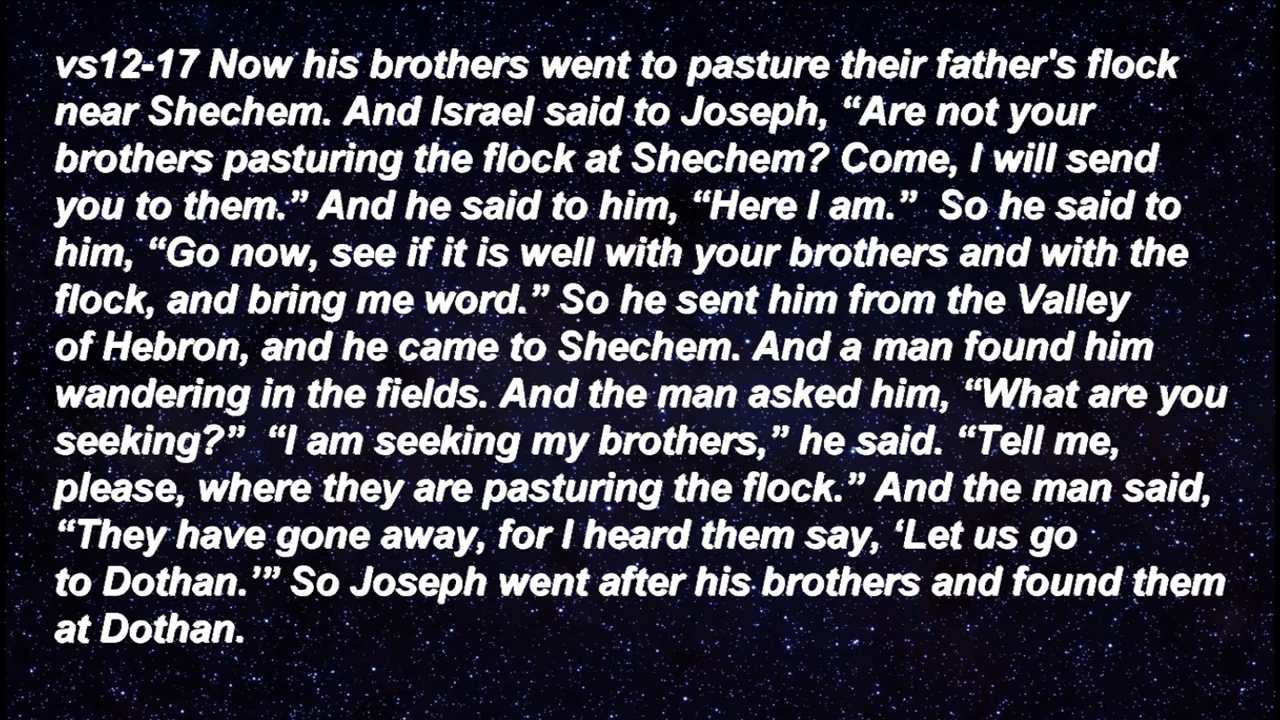 vs12-17 Now his brothers went to pasture their father's flock
near Shechem. And Israel said to Joseph, “Are not your
brothers pasturing the flock at Shechem? Come, I will send
you to them.” And he said to him, “Here I am.”  So he said to
him, “Go now, see if it is well with your brothers and with the
flock, and bring me word.” So he sent him from the Valley
of Hebron, and he came to Shechem. And a man found him
wandering in the fields. And the man asked him, “What are you
seeking?”  “I am seeking my brothers,” he said. “Tell me,
please, where they are pasturing the flock.” And the man said,
“They have gone away, for I heard them say, ‘Let us go
to Dothan.’” So Joseph went after his brothers and found them
at Dothan.